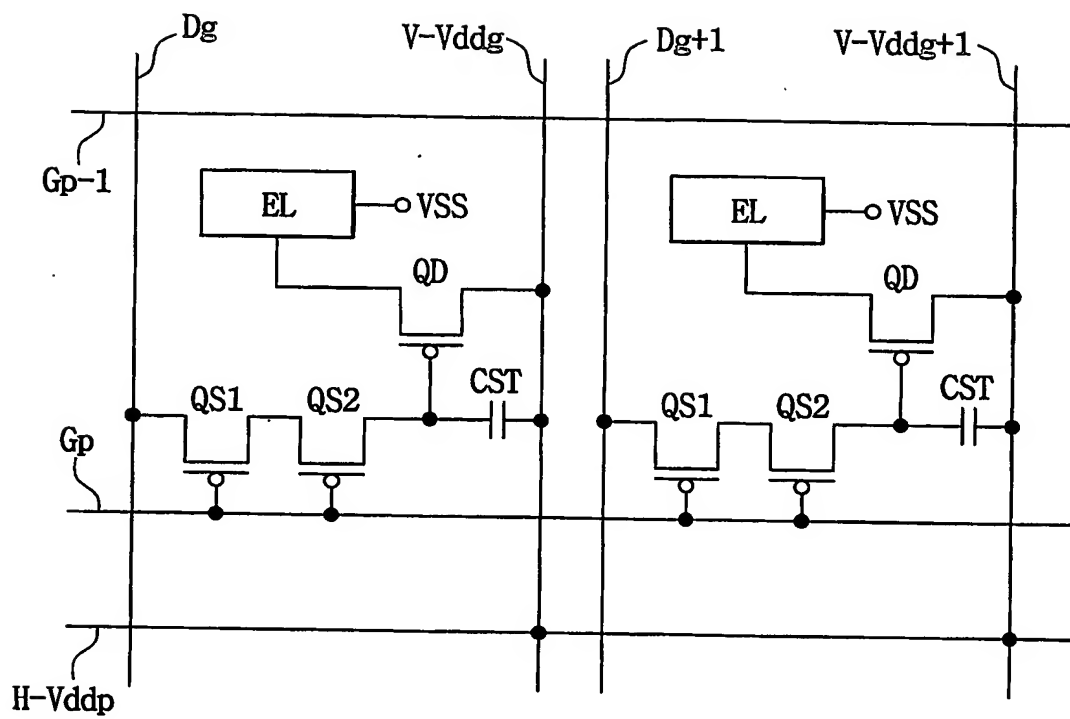 Dg
V-Vddg
Dg+1
V-Vddg+1
Gp-1
EL
VSS
EL
VSS
QD
QD
CST
CST
QS1
QS2
QS1
QS2
Gp
H-Vddp